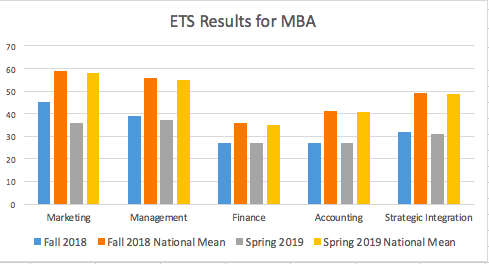 ETS Results for MBA
70
60
50
40
30
20
10
0
Marketing Management Finance Accounting Strategic Integration
Fall 2018 Fall 2018 National Mean Spring 2019 Spring 2019 National Mean